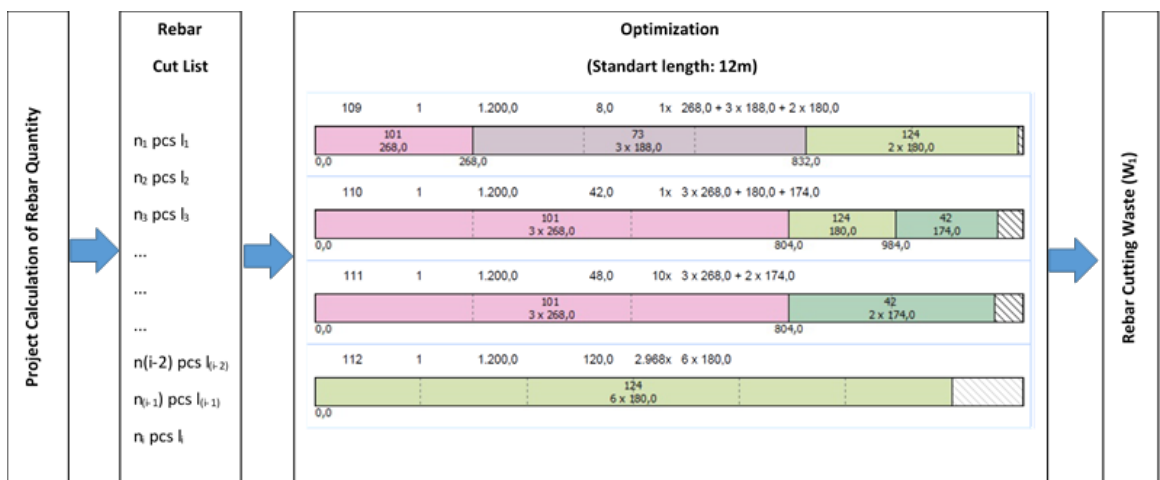 Project Calculation of Rebar Quantity
Rebar
Cut List
n₁ pcs l₁
n₂ pcs l₂
n₃ pcs l₃
...
...
...
n(i-2) pcs l₍ᵢ₋₂₎
n₍ᵢ₋₁₎ pcs l₍ᵢ₋₁₎
nᵢ pcs lᵢ
Optimization
(Standart length: 12m)
109 1 1.200,0 8,0 1x 268,0 + 3 x 188,0 + 2 x 180,0
101 73 124
268,0 3 x 188,0 2 x 180,0
0,0 268,0 832,0
110 1 1.200,0 42,0 1x 3 x 268,0 + 180,0 + 174,0
101 124 42
3 x 268,0 180,0 174,0
0,0 804,0 984,0
111 1 1.200,0 48,0 10x 3 x 268,0 + 2 x 174,0
101 42
3 x 268,0 2 x 174,0
0,0 804,0
112 1 1.200,0 120,0 2.968x 6 x 180,0
124
6 x 180,0
0,0
Rebar Cutting Waste (W₁)